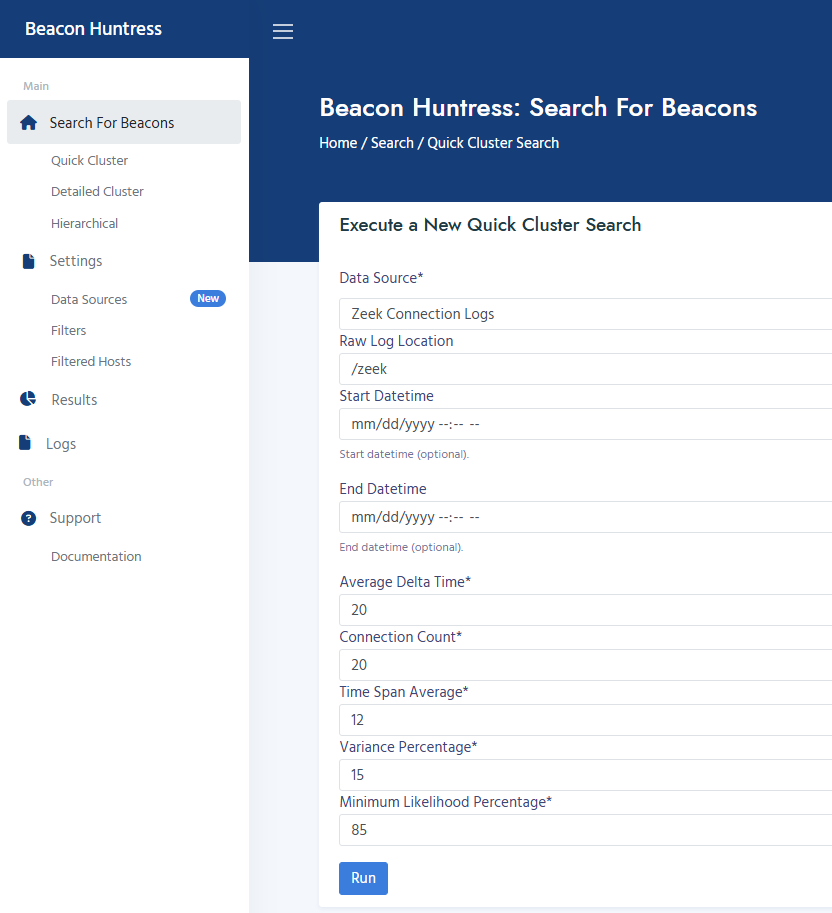 Beacon Huntress
Main
Search For Beacons
Quick Cluster
Detailed Cluster
Hierarchical
Settings
Data Sources New
Filters
Filtered Hosts
Results
Logs
Other
Support
Documentation
Beacon Huntress: Search For Beacons
Home / Search / Quick Cluster Search
Execute a New Quick Cluster Search
Data Source*
Zeek Connection Logs
Raw Log Location
/zeek
Start Datetime
mm/dd/yyyy --:-- --
Start datetime (optional).
End Datetime
mm/dd/yyyy --:-- --
End datetime (optional).
Average Delta Time*
20
Connection Count*
20
Time Span Average*
12
Variance Percentage*
15
Minimum Likelihood Percentage*
85
Run